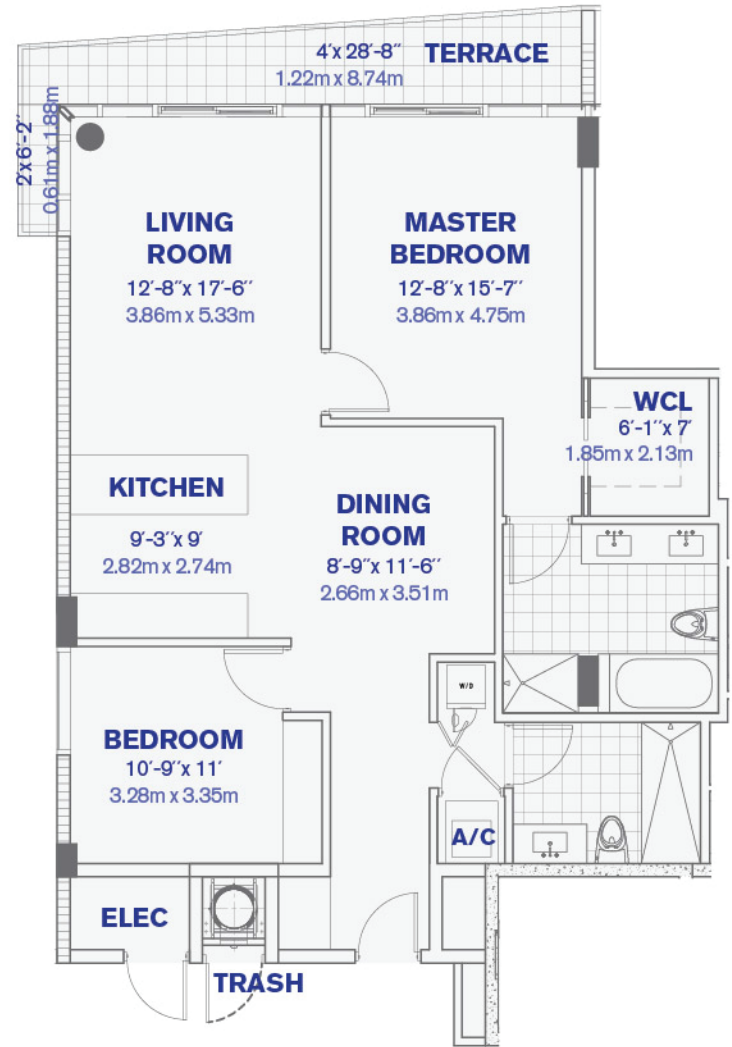 4′x 28′-8″ TERRACE
1.22m x 8.74m
2′x 6′-2″
0.61m x 1.88m
LIVING
ROOM
12′-8″x 17′-6″
3.86m x 5.33m
MASTER
BEDROOM
12′-8″x 15′-7″
3.86m x 4.75m
WCL
6′-1″x 7′
1.85m x 2.13m
KITCHEN
9′-3″x 9′
2.82m x 2.74m
DINING
ROOM
8′-9″x 11′-6″
2.66m x 3.51m
W/D
BEDROOM
10′-9″x 11′
3.28m x 3.35m
A/C
ELEC
TRASH